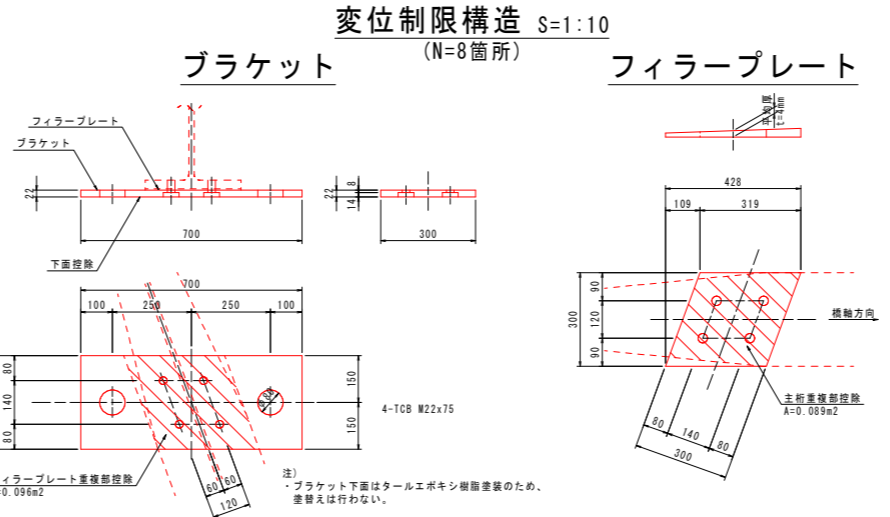 変位制限構造 S=1:10
(N=8箇所)
ブラケット
フィラープレート
フィラープレート
ブラケット
平均厚
t=4mm
22
22
14
8
700
300
下面控除
428
109
319
700
100
250
250
100
90
120
90
300
橋軸方向
80
140
80
150
150
4-TCB M22x75
主桁重複部控除
A=0.089m2
80
140
80
300
ィラープレート重複部控除
=0.096m2
60
60
120
注)
・ブラケット下面はタールエポキシ樹脂塗装のため、
塗替えは行わない。